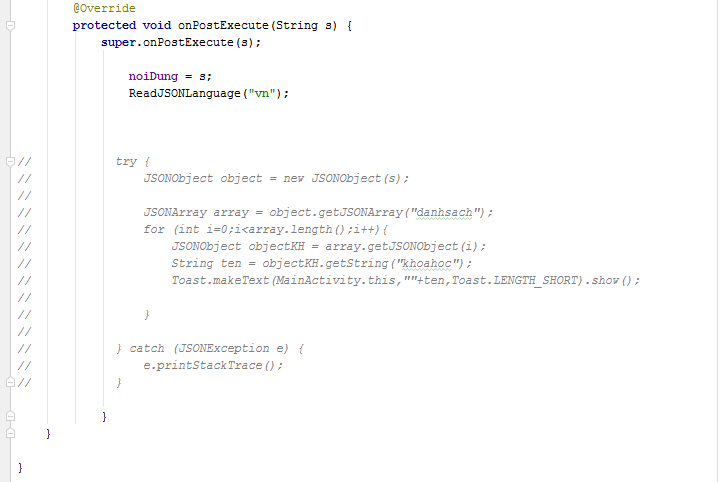 @Override
protected void onPostExecute(String s) {
super.onPostExecute(s);
noiDung = s;
ReadJSONLanguage("vn");
// try {
// JSONObject object = new JSONObject(s);
//
// JSONArray array = object.getJSONArray("danhsach");
// for (int i=0;i<array.length();i++){
// JSONObject objectKH = array.getJSONObject(i);
// String ten = objectKH.getString("khoahoc");
// Toast.makeText(MainActivity.this,""+ten,Toast.LENGTH_SHORT).show();
//
// }
//
// } catch (JSONException e) {
// e.printStackTrace();
// }
}
}
}